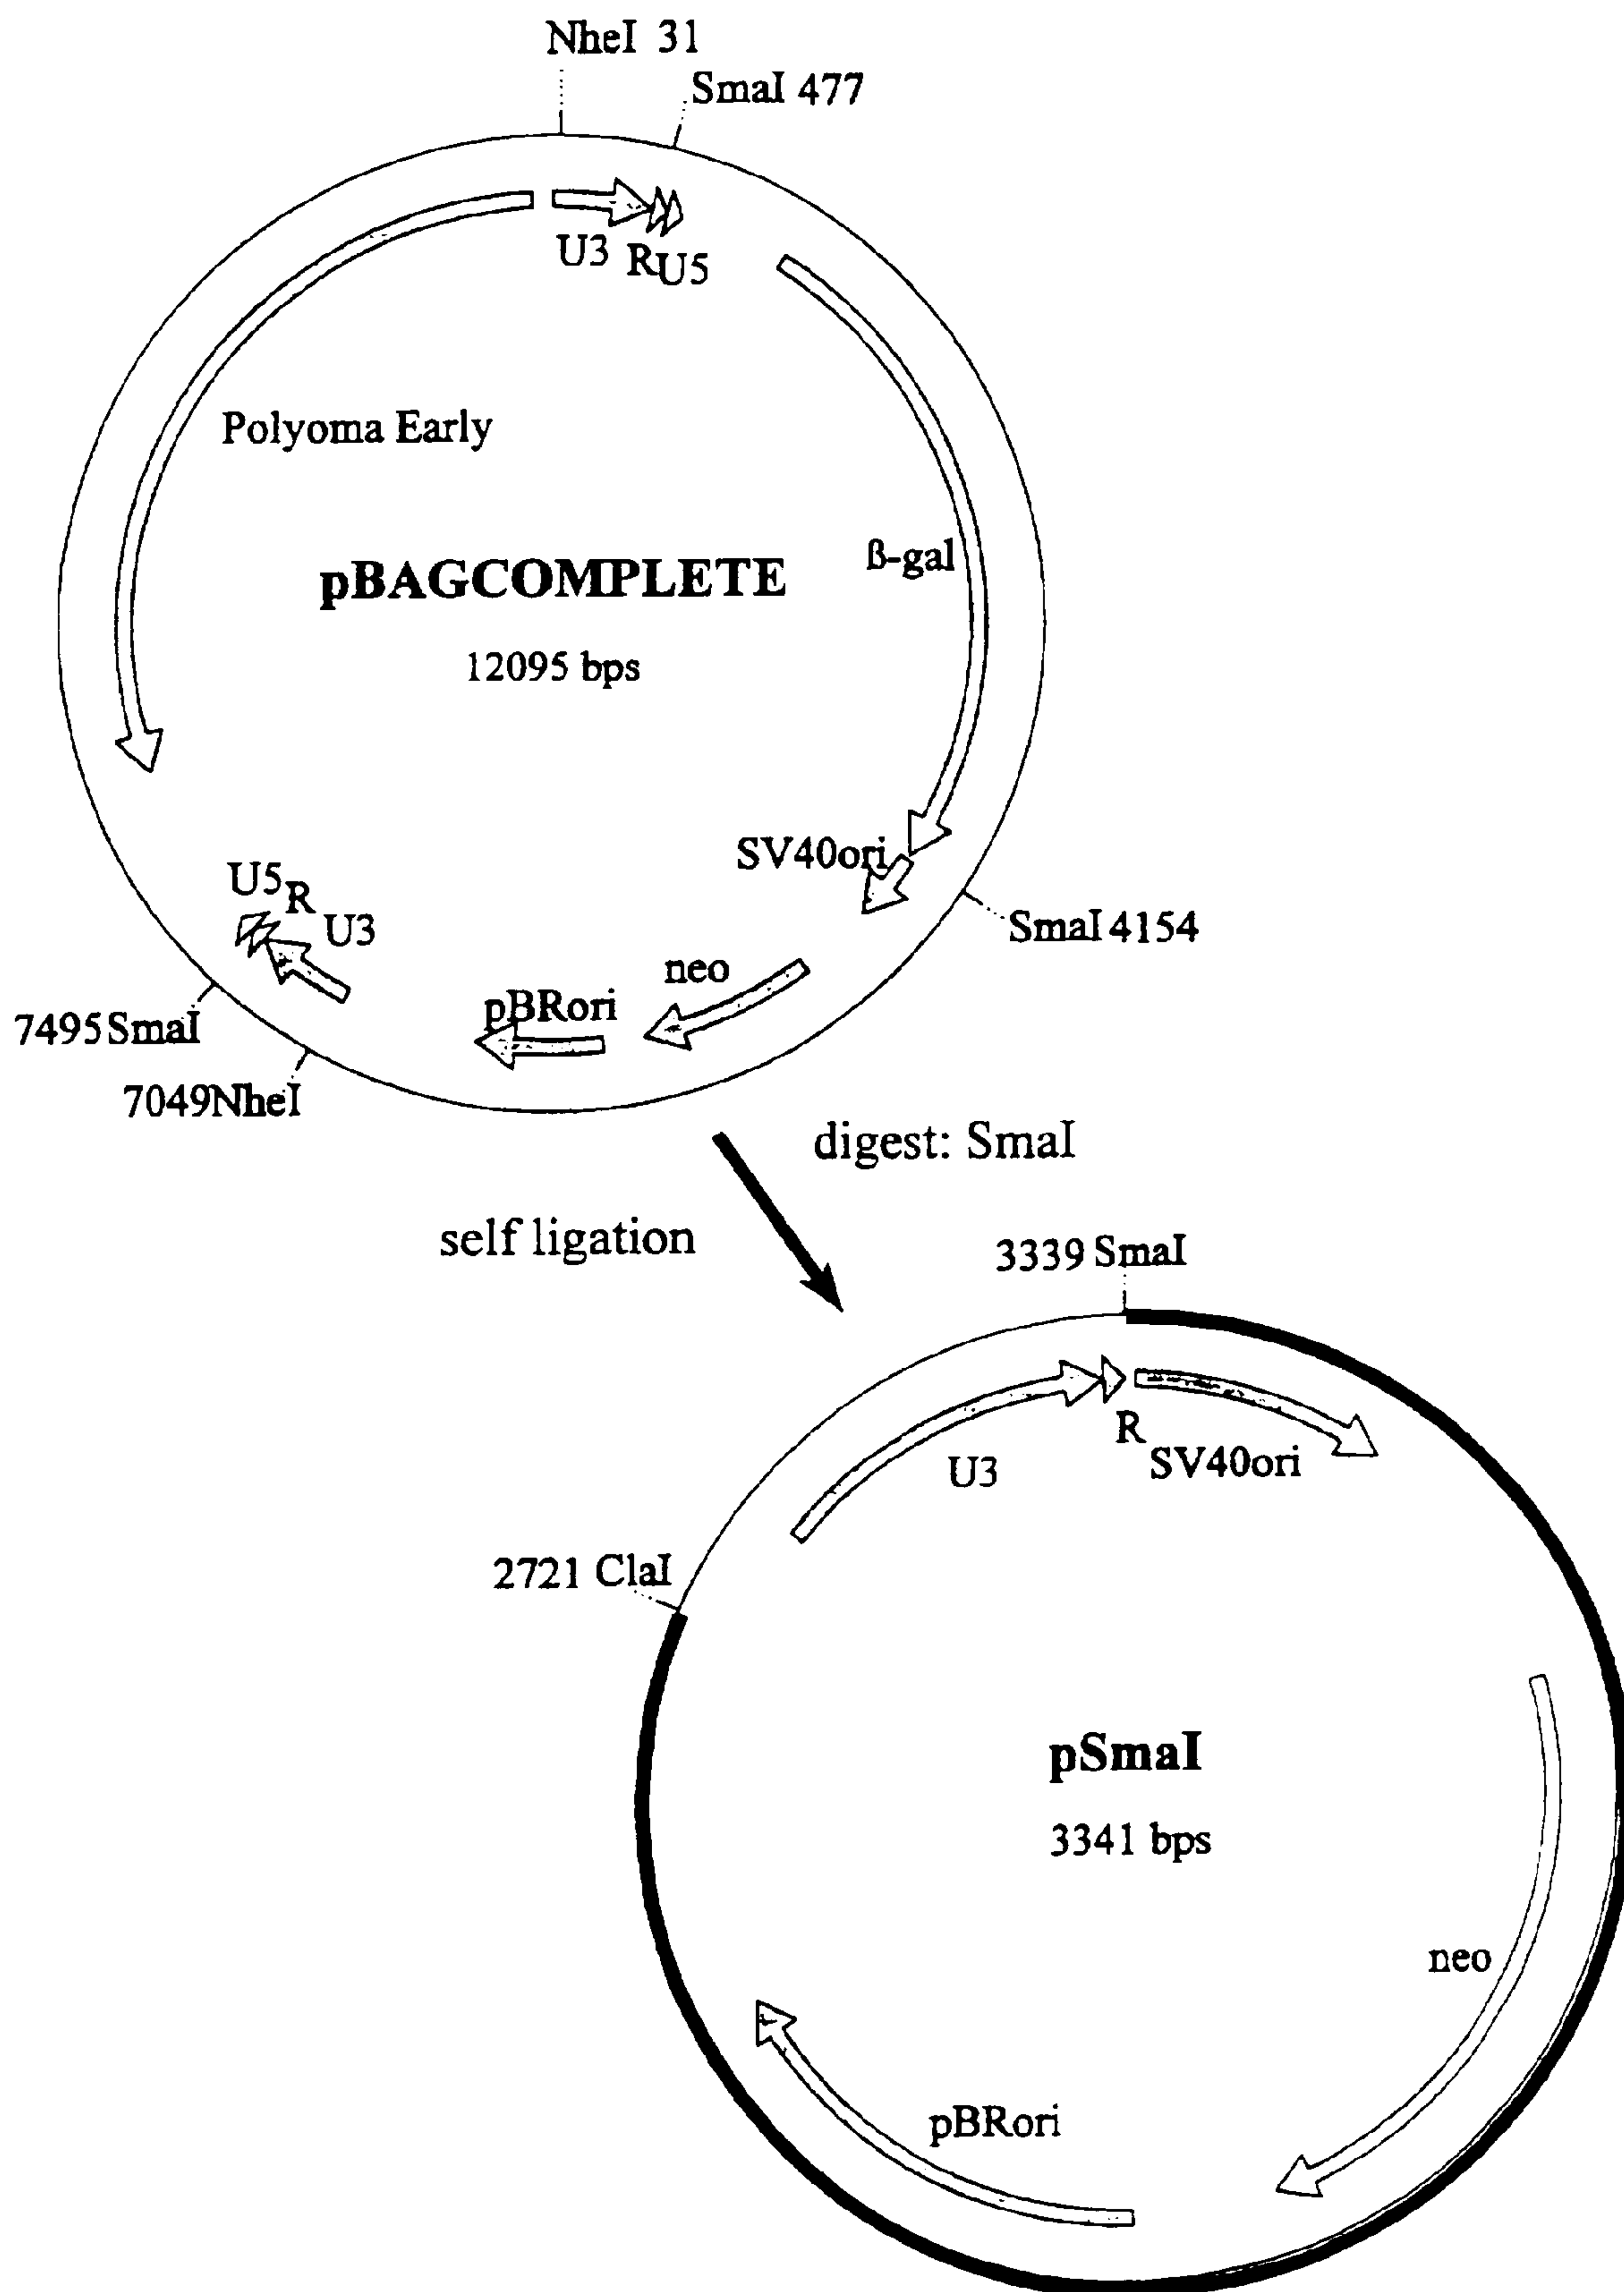 NheI 31
SmaI 477
U3 R U5
Polyoma Early
ß-gal
pBAGCOMPLETE
12095 bps
SV40ori
SmaI 4154
U5 R U3
neo
pBRori
7495 SmaI
7049 NheI
digest: SmaI
self ligation
3339 SmaI
R
U3
SV40ori
2721 ClaI
pSmaI
3341 bps
neo
pBRori